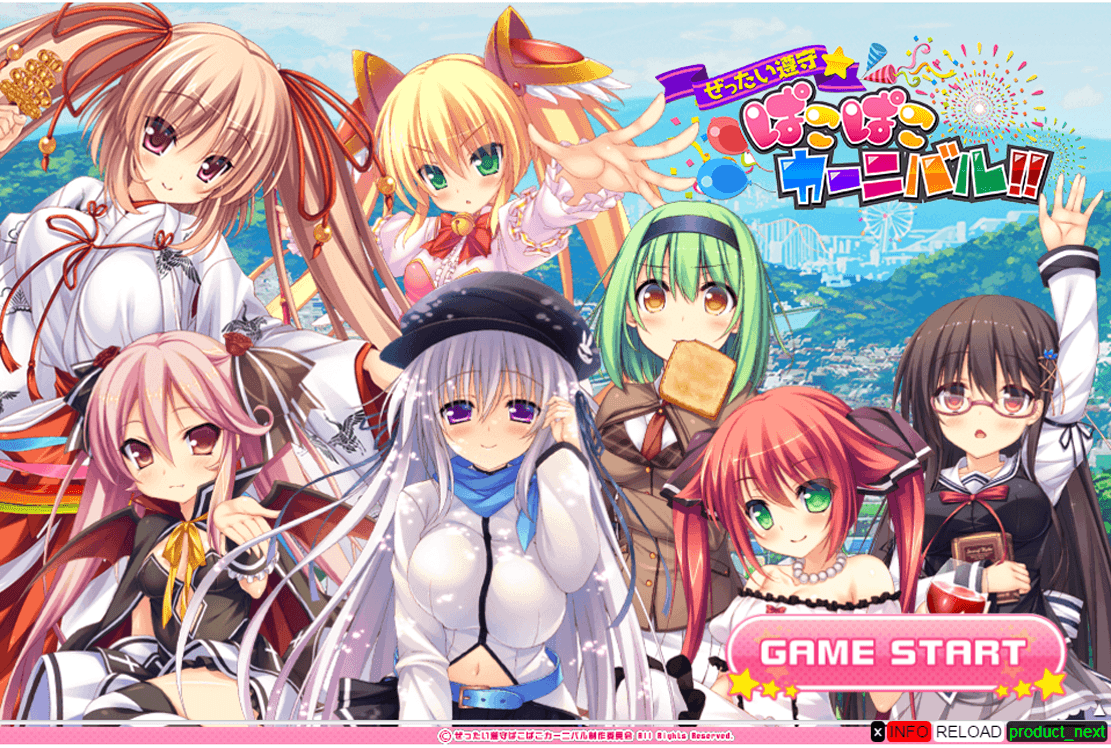 ぜったい遵守☆
ぱこぱこ
カーニバル!!
GAME START
©ぜったい遵守ぱこぱこカーニバル制作委員会 All Rights Reserved.
x INFO RELOAD product_next